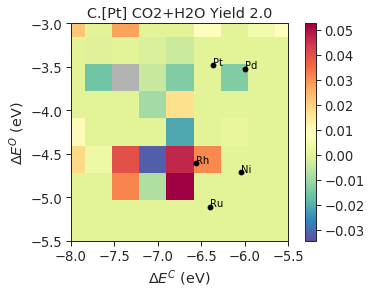 C.[Pt] CO2+H2O Yield 2.0
−3.0
−3.5
−4.0
−4.5
−5.0
−5.5
ΔE^O (eV)
Pt
Pd
Rh
Ni
Ru
−8.0 −7.5 −7.0 −6.5 −6.0 −5.5
ΔE^C (eV)
0.05
0.04
0.03
0.02
0.01
0.00
−0.01
−0.02
−0.03